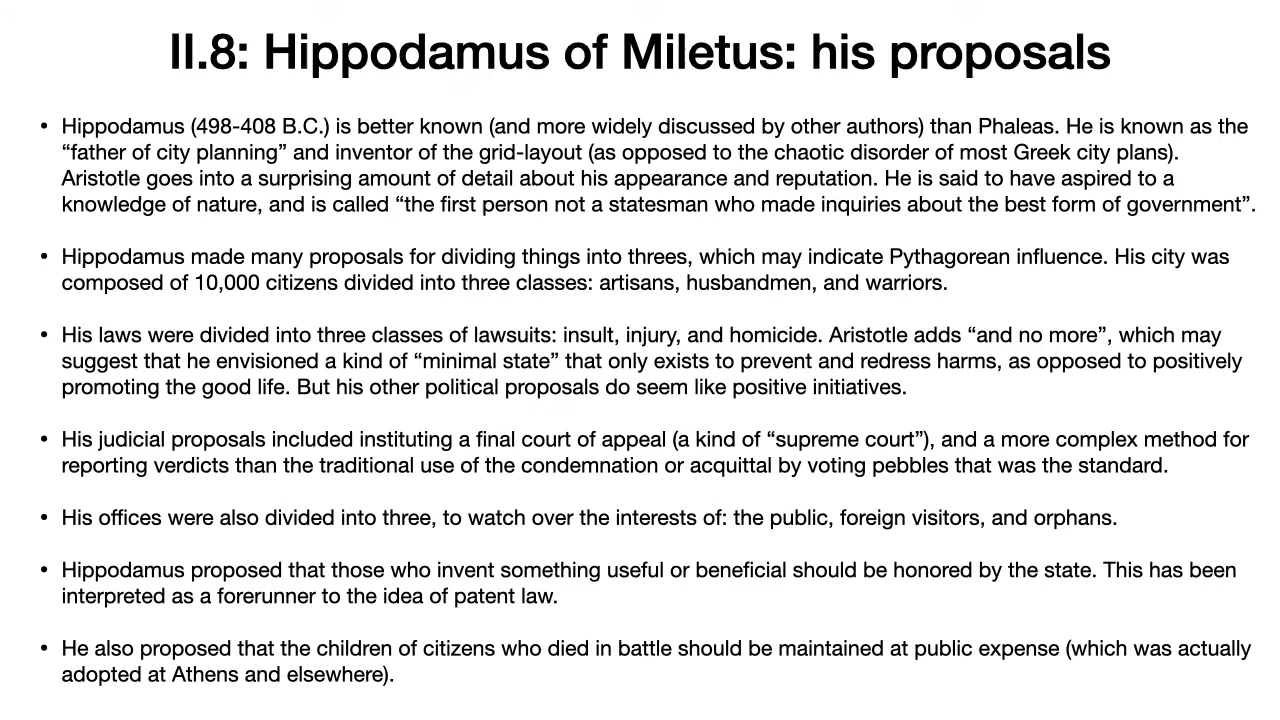 II.8: Hippodamus of Miletus: his proposals
• Hippodamus (498-408 B.C.) is better known (and more widely discussed by other authors) than Phaleas. He is known as the
“father of city planning” and inventor of the grid-layout (as opposed to the chaotic disorder of most Greek city plans).
Aristotle goes into a surprising amount of detail about his appearance and reputation. He is said to have aspired to a
knowledge of nature, and is called “the first person not a statesman who made inquiries about the best form of government”.
• Hippodamus made many proposals for dividing things into threes, which may indicate Pythagorean influence. His city was
composed of 10,000 citizens divided into three classes: artisans, husbandmen, and warriors.
• His laws were divided into three classes of lawsuits: insult, injury, and homicide. Aristotle adds “and no more”, which may
suggest that he envisioned a kind of “minimal state” that only exists to prevent and redress harms, as opposed to positively
promoting the good life. But his other political proposals do seem like positive initiatives.
• His judicial proposals included instituting a final court of appeal (a kind of “supreme court”), and a more complex method for
reporting verdicts than the traditional use of the condemnation or acquittal by voting pebbles that was the standard.
• His offices were also divided into three, to watch over the interests of: the public, foreign visitors, and orphans.
• Hippodamus proposed that those who invent something useful or beneficial should be honored by the state. This has been
interpreted as a forerunner to the idea of patent law.
• He also proposed that the children of citizens who died in battle should be maintained at public expense (which was actually
adopted at Athens and elsewhere).